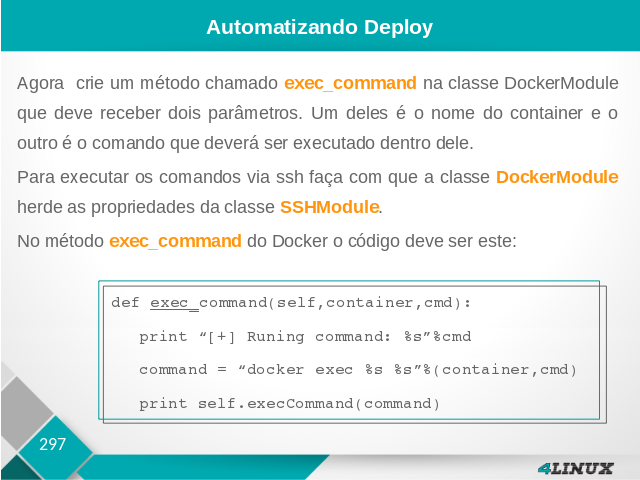 Automatizando Deploy
Agora crie um método chamado exec_command na classe DockerModule
que deve receber dois parâmetros. Um deles é o nome do container e o
outro é o comando que deverá ser executado dentro dele.
Para executar os comandos via ssh faça com que a classe DockerModule
herde as propriedades da classe SSHModule.
No método exec_command do Docker o código deve ser este:
def exec_command(self,container,cmd):
print “[+] Runing command: %s”%cmd
command = “docker exec %s %s”%(container,cmd)
print self.execCommand(command)
297
4LINUX